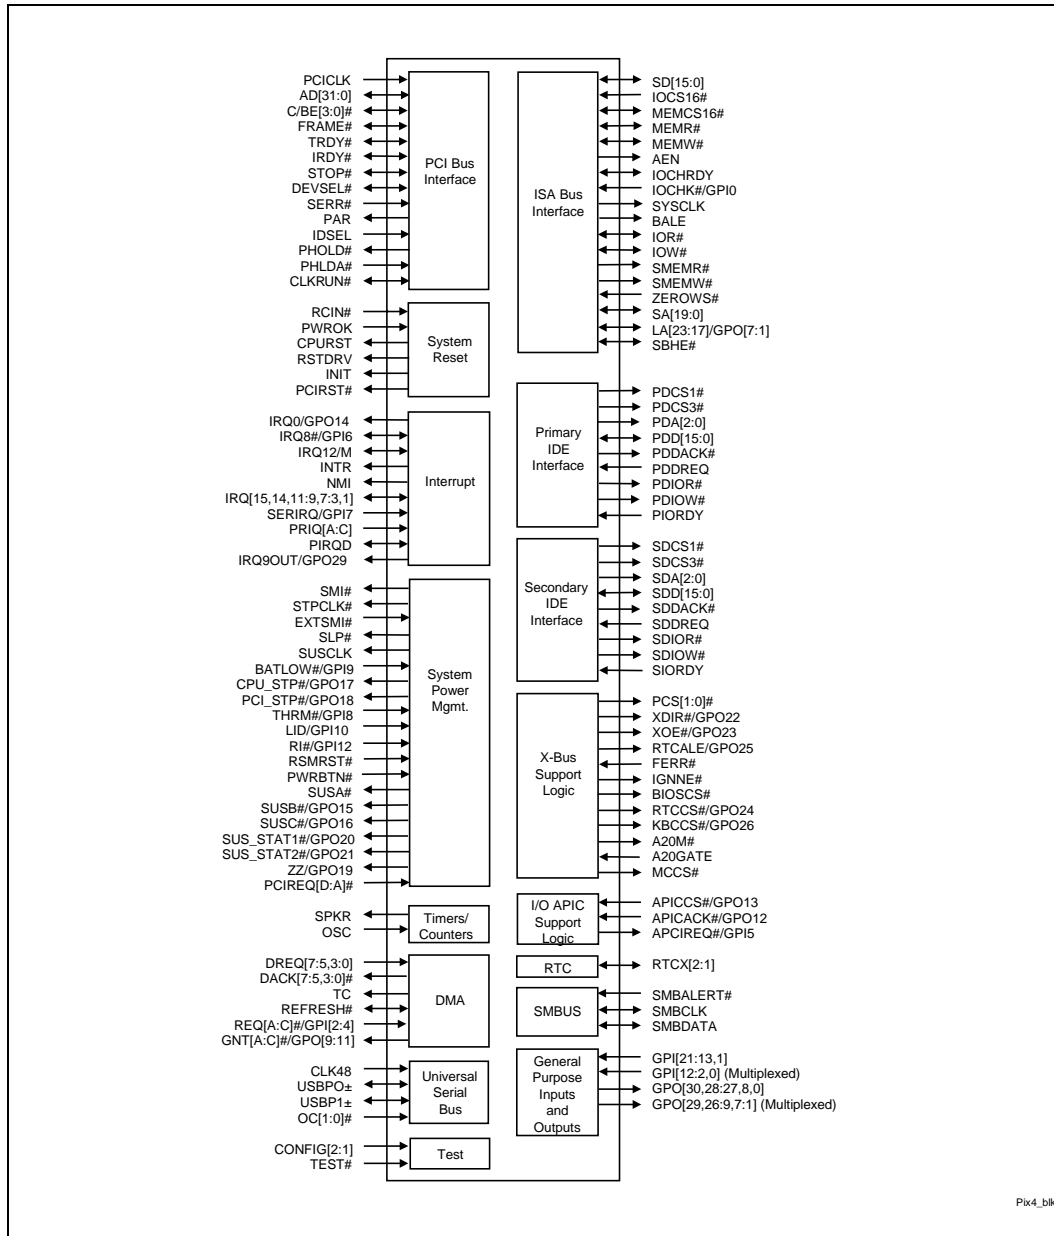 PCICLK
AD[31:0]
C/BE[3:0]#
FRAME#
TRDY#
IRDY#
STOP#
DEVSEL#
SERR#
PAR
IDSEL
PHOLD#
PHLDA#
CLKRUN#
PCI Bus
Interface
RCIN#
PWROK
CPURST
RSTDRV
INIT
PCIRST#
System
Reset
IRQ0/GPO14
IRQ8#/GPI6
IRQ12/M
INTR
NMI
IRQ[15,14,11:9,7:3,1]
SERIRQ/GPI7
PRIQ[A:C]
PIRQD
IRQ9OUT/GPO29
Interrupt
SMI#
STPCLK#
EXTSMI#
SLP#
SUSCLK
BATLOW#/GPI9
CPU_STP#/GPO17
PCI_STP#/GPO18
THRM#/GPI8
LID/GPI10
RI#/GPI12
RSMRST#
PWRBTN#
SUSA#
SUSB#/GPO15
SUSC#/GPO16
SUS_STAT1#/GPO20
SUS_STAT2#/GPO21
ZZ/GPO19
PCIREQ[D:A]#
System
Power
Mgmt.
SPKR
OSC
Timers/
Counters
DREQ[7:5,3:0]
DACK[7:5,3:0]#
TC
REFRESH#
REQ[A:C]#/GPI[2:4]
GNT[A:C]#/GPO[9:11]
DMA
CLK48
USBPO±
USBP1±
OC[1:0]#
Universal
Serial
Bus
CONFIG[2:1]
TEST#
Test
ISA Bus
Interface
SD[15:0]
IOCS16#
MEMCS16#
MEMR#
MEMW#
AEN
IOCHRDY
IOCHK#/GPI0
SYSCLK
BALE
IOR#
IOW#
SMEMR#
SMEMW#
ZEROWS#
SA[19:0]
LA[23:17]/GPO[7:1]
SBHE#
Primary
IDE
Interface
PDCS1#
PDCS3#
PDA[2:0]
PDD[15:0]
PDDACK#
PDDREQ
PDIOR#
PDIOW#
PIORDY
Secondary
IDE
Interface
SDCS1#
SDCS3#
SDA[2:0]
SDD[15:0]
SDDACK#
SDDREQ
SDIOR#
SDIOW#
SIORDY
X-Bus
Support
Logic
PCS[1:0]#
XDIR#/GPO22
XOE#/GPO23
RTCALE/GPO25
FERR#
IGNNE#
BIOSCS#
RTCCS#/GPO24
KBCCS#/GPO26
A20M#
A20GATE
MCCS#
I/O APIC
Support
Logic
APICCS#/GPO13
APICACK#/GPO12
APCIREQ#/GPI5
RTC
RTCX[2:1]
SMBUS
SMBALERT#
SMBCLK
SMBDATA
General
Purpose
Inputs
and
Outputs
GPI[21:13,1]
GPI[12:2,0] (Multiplexed)
GPO[30,28:27,8,0]
GPO[29,26:9,7:1] (Multiplexed)
Pix4_blk